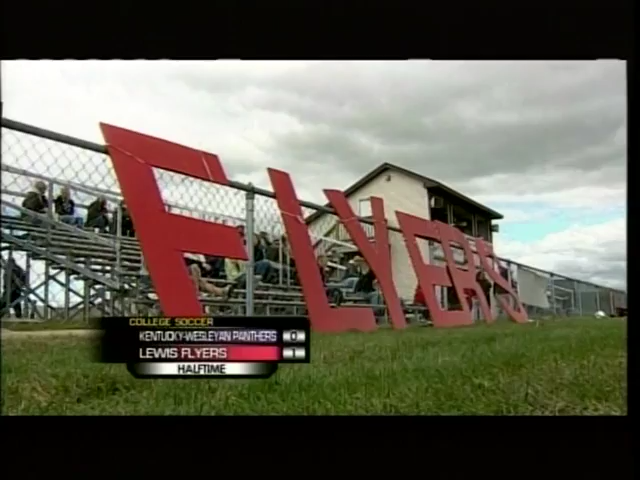 FLYERS
COLLEGE SOCCER
KENTUCKY-WESLEYAN PANTHERS 0
LEWIS FLYERS 1
HALFTIME